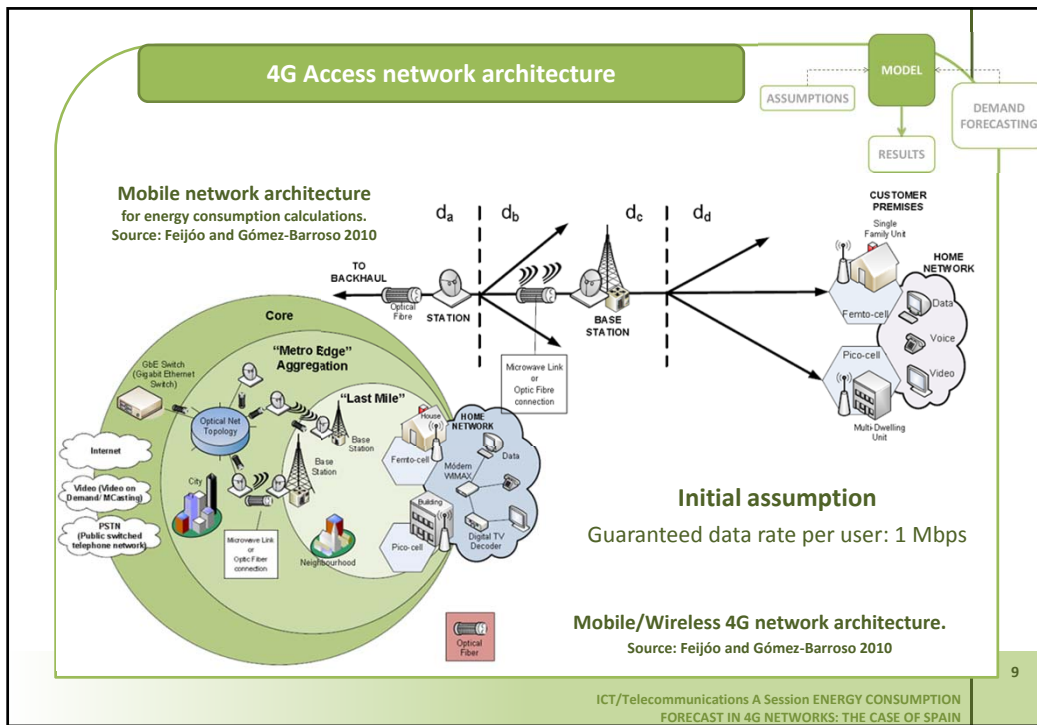 4G Access network architecture
MODEL
ASSUMPTIONS
DEMAND
FORECASTING
RESULTS
Mobile network architecture
for energy consumption calculations.
Source: Feijóo and Gómez-Barroso 2010
da
db
dc
dd
CUSTOMER
PREMISES
Single
Family Unit
HOME
NETWORK
TO
BACKHAUL
Optical
Fibre
STATION
BASE
STATION
Femto-cell
Data
Voice
Video
Pico-cell
Multi-Dwelling
Unit
Microwave Link
or
Optic Fibre
connection
Core
"Metro Edge"
Aggregation
GbE Switch
(Gigabit Ethernet
Switch)
"Last Mile"
Optical Net
Topology
Base
Station
House
HOME
NETWORK
Internet
Base
Station
Femto-cell
Módem
WIMAX
Data
Video (Video on
Demand/ MCasting)
City
Building
PSTN
(Public switched
telephone network)
Microwave Link
or
Optic Fiber
connection
Neighbourhood
Pico-cell
Digital TV
Decoder
Initial assumption
Guaranteed data rate per user: 1 Mbps
Optical
Fiber
Mobile/Wireless 4G network architecture.
Source: Feijóo and Gómez-Barroso 2010
9
ICT/Telecommunications A Session ENERGY CONSUMPTION
FORECAST IN 4G NETWORKS: THE CASE OF SPAIN